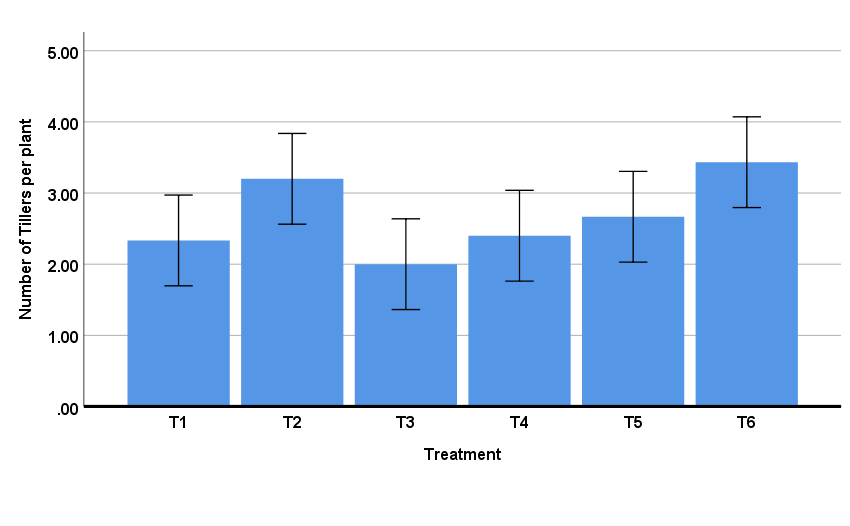 5.00
4.00
3.00
2.00
1.00
.00
Number of Tillers per plant
T1 T2 T3 T4 T5 T6
Treatment